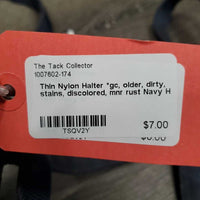 The Tack Collector
1007602-174
Thin Nylon Halter *gc, older, dirty,
stains, discolored, mnr rust Navy H
TSQV2Y
$7.00